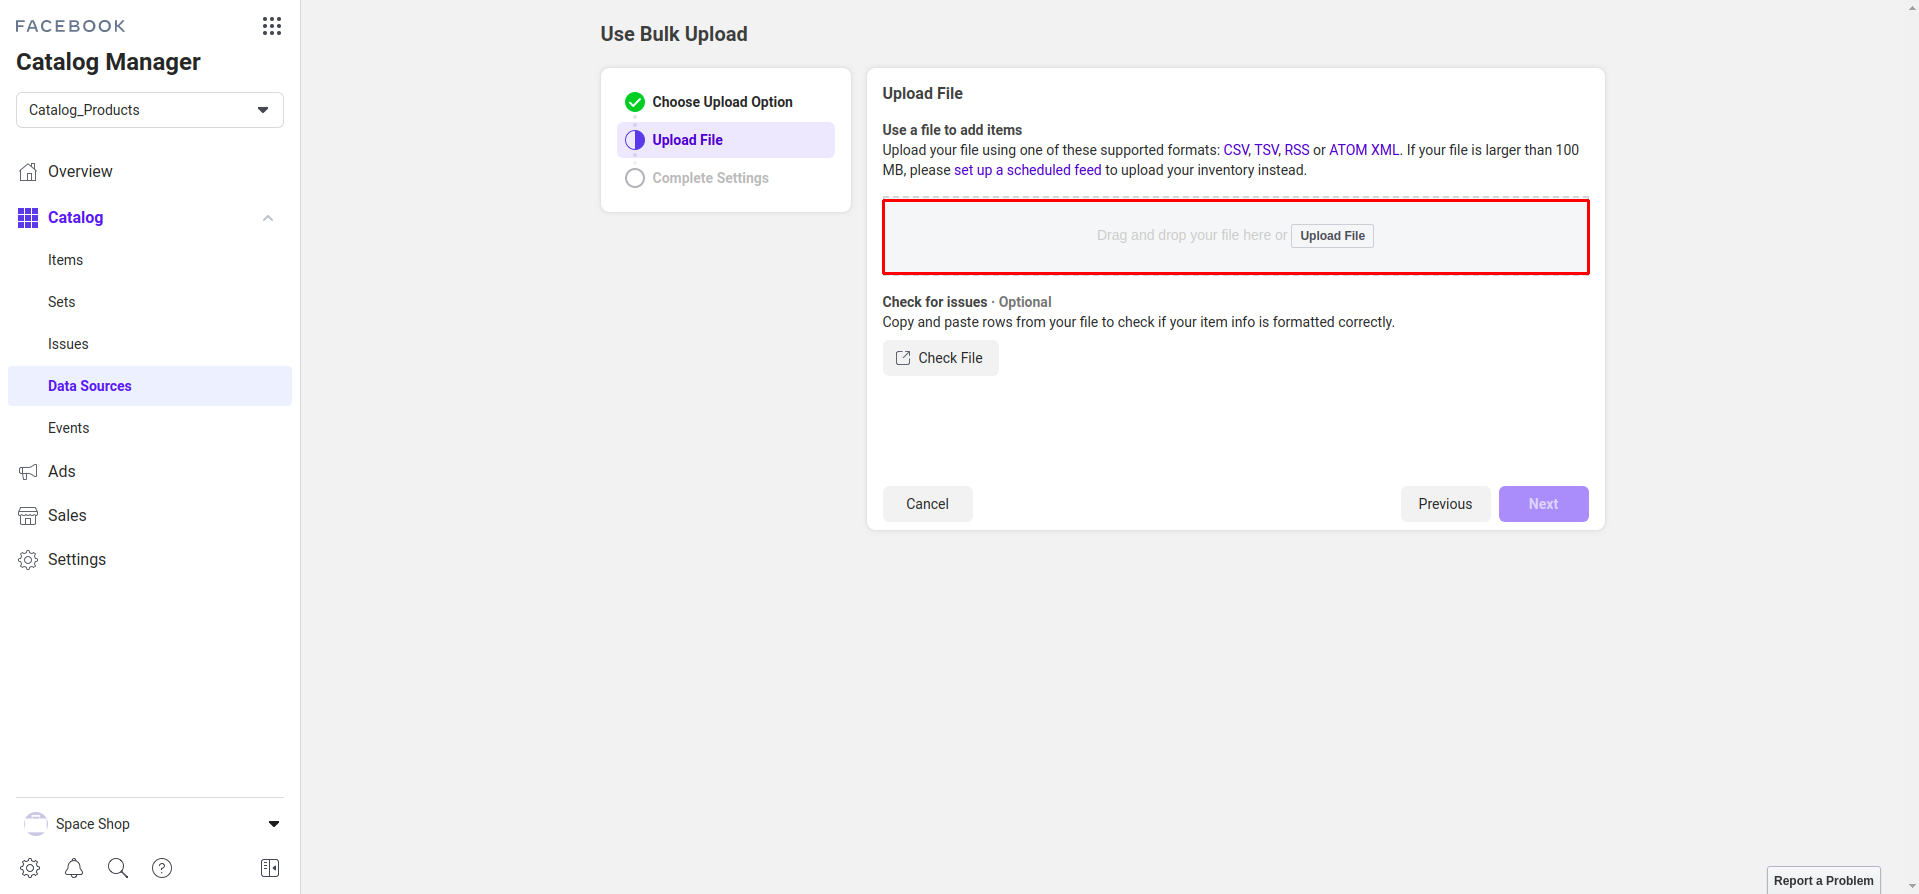 FACEBOOK
Catalog Manager
Catalog_Products
Overview
Catalog
Items
Sets
Issues
Data Sources
Events
Ads
Sales
Settings
Space Shop
?
Use Bulk Upload
Choose Upload Option
Upload File
Complete Settings
Upload File
Use a file to add items
Upload your file using one of these supported formats: CSV, TSV, RSS or ATOM XML. If your file is larger than 100
MB, please set up a scheduled feed to upload your inventory instead.
Drag and drop your file here or Upload File
Check for issues · Optional
Copy and paste rows from your file to check if your item info is formatted correctly.
Check File
Cancel
Previous
Next
Report a Problem